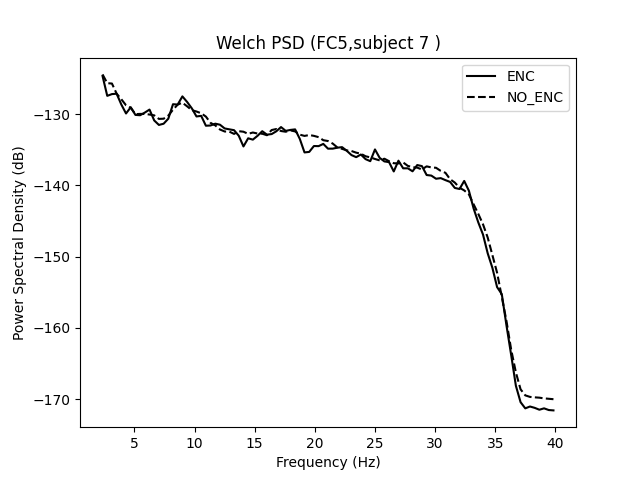 Welch PSD (FC5,subject 7 )
ENC
NO_ENC
Power Spectral Density (dB)
−130
−140
−150
−160
−170
5 10 15 20 25 30 35 40
Frequency (Hz)